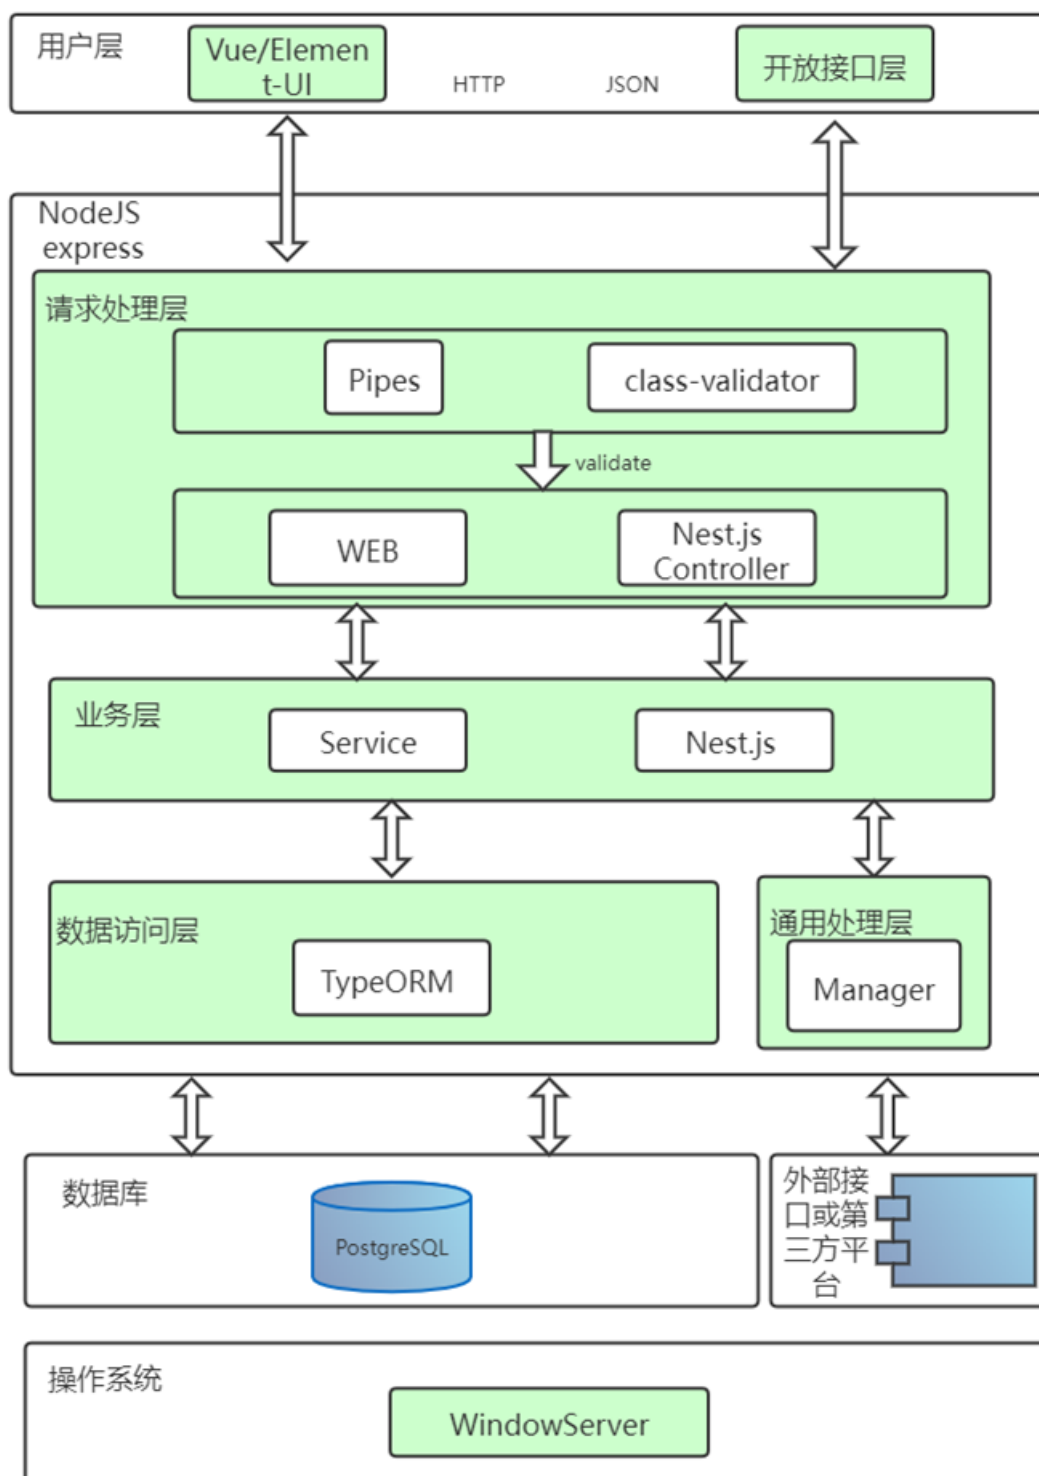 用户层
Vue/Elemen
t-UI
HTTP
JSON
开放接口层
NodeJS
express
请求处理层
Pipes
class-validator
validate
WEB
Nest.js
Controller
业务层
Service
Nest.js
数据访问层
TypeORM
通用处理层
Manager
数据库
PostgreSQL
外部接
口或第
三方平
台
操作系统
WindowServer